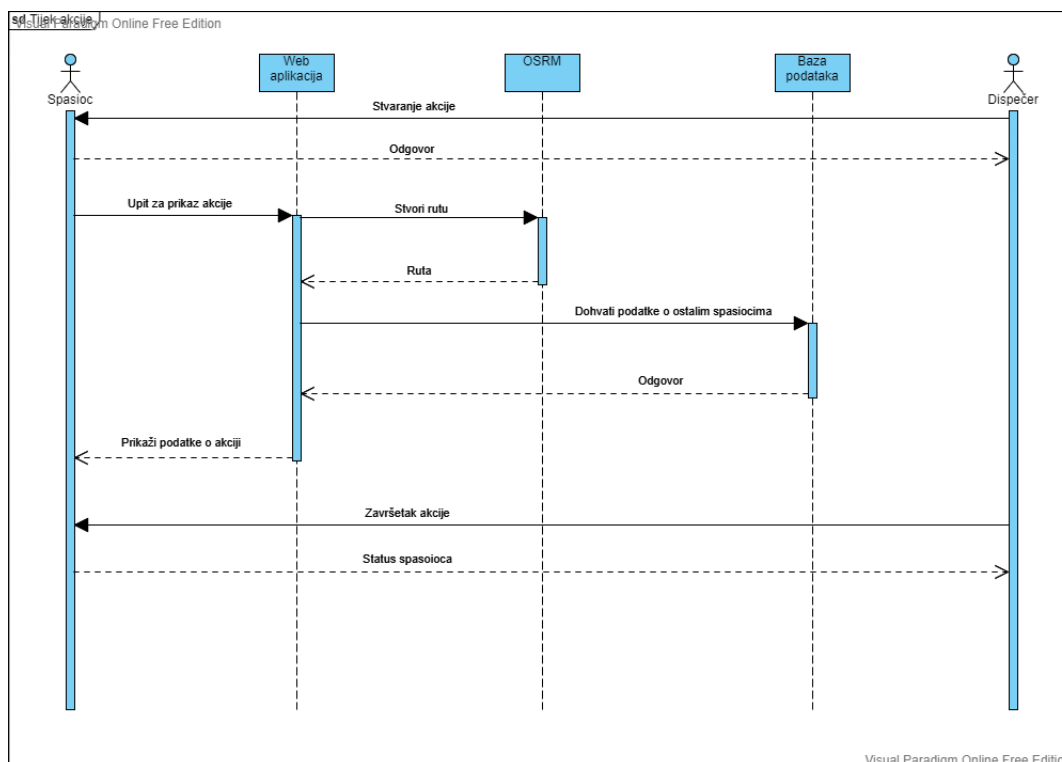 sd Tijek akcije
Visual Paradigm Online Free Edition
Web
aplikacija
OSRM
Baza
podataka
Spasioc
Dispečer
Stvaranje akcije
Odgovor
Upit za prikaz akcije
Stvori rutu
Ruta
Dohvati podatke o ostalim spasiocima
Odgovor
Prikaži podatke o akciji
Završetak akcije
Status spasoioca
Visual Paradigm Online Free Editio